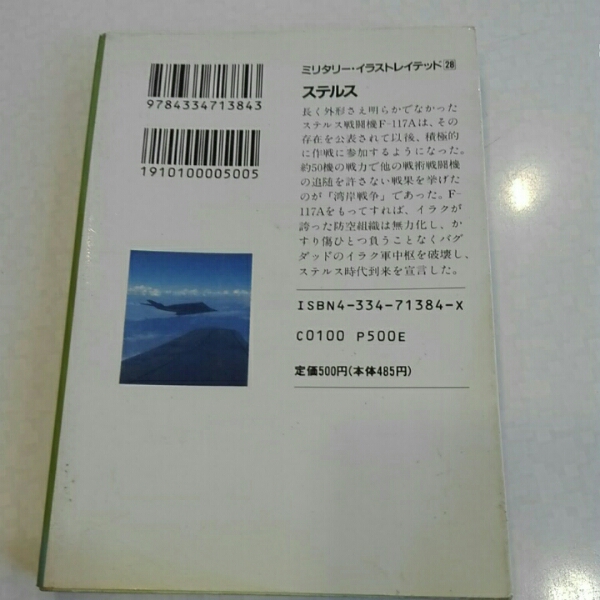 ミリタリー・イラストレイテッド28
ステルス
長く外形さえ明らかでなかった
ステルス戦闘機F-117Aは、その
存在を公表されて以後、積極的
に作戦に参加するようになった。
約50機の戦力で他の戦術戦闘機
の追随を許さない戦果を挙げた
のが「湾岸戦争」であった。F-
117Aをもってすれば、イラクが
誇った防空組織は無力化し、か
すり傷ひとつ負うことなくバグ
ダッドのイラク軍中枢を破壊し、
ステルス時代到来を宣言した。
ISBN4-334-71384-X
C0100 P500E
定価500円(本体485円)
9784334713843
1910100005005